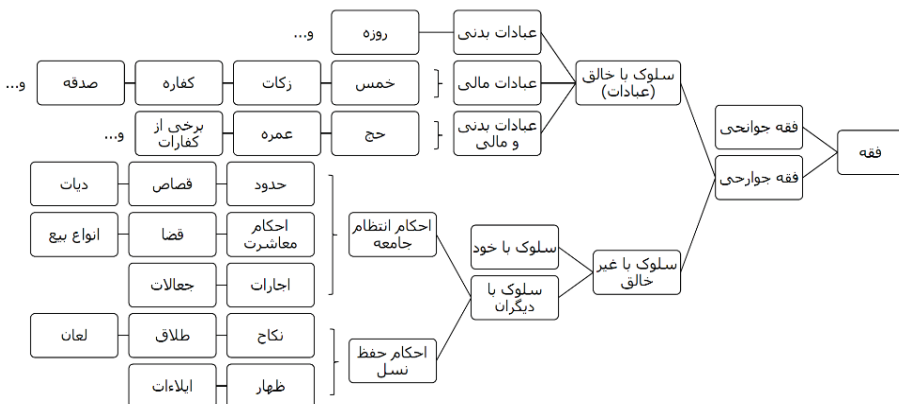 فقه
فقه جوانحی
فقه جوارحی
سلوک با خالق
(عبادات)
عبادات بدنی
روزه
و...
عبادات مالی
خمس
زکات
کفاره
صدقه
و...
عبادات بدنی
و مالی
حج
عمره
برخی از
کفارات
و...
سلوک با غیر
خالق
سلوک با خود
سلوک با
دیگران
احکام انتظام
جامعه
حدود
قصاص
دیات
احکام
معاشرت
قضا
انواع بیع
اجارات
جعالات
احکام حفظ
نسل
نکاح
طلاق
لعان
ظهار
ایلاءات